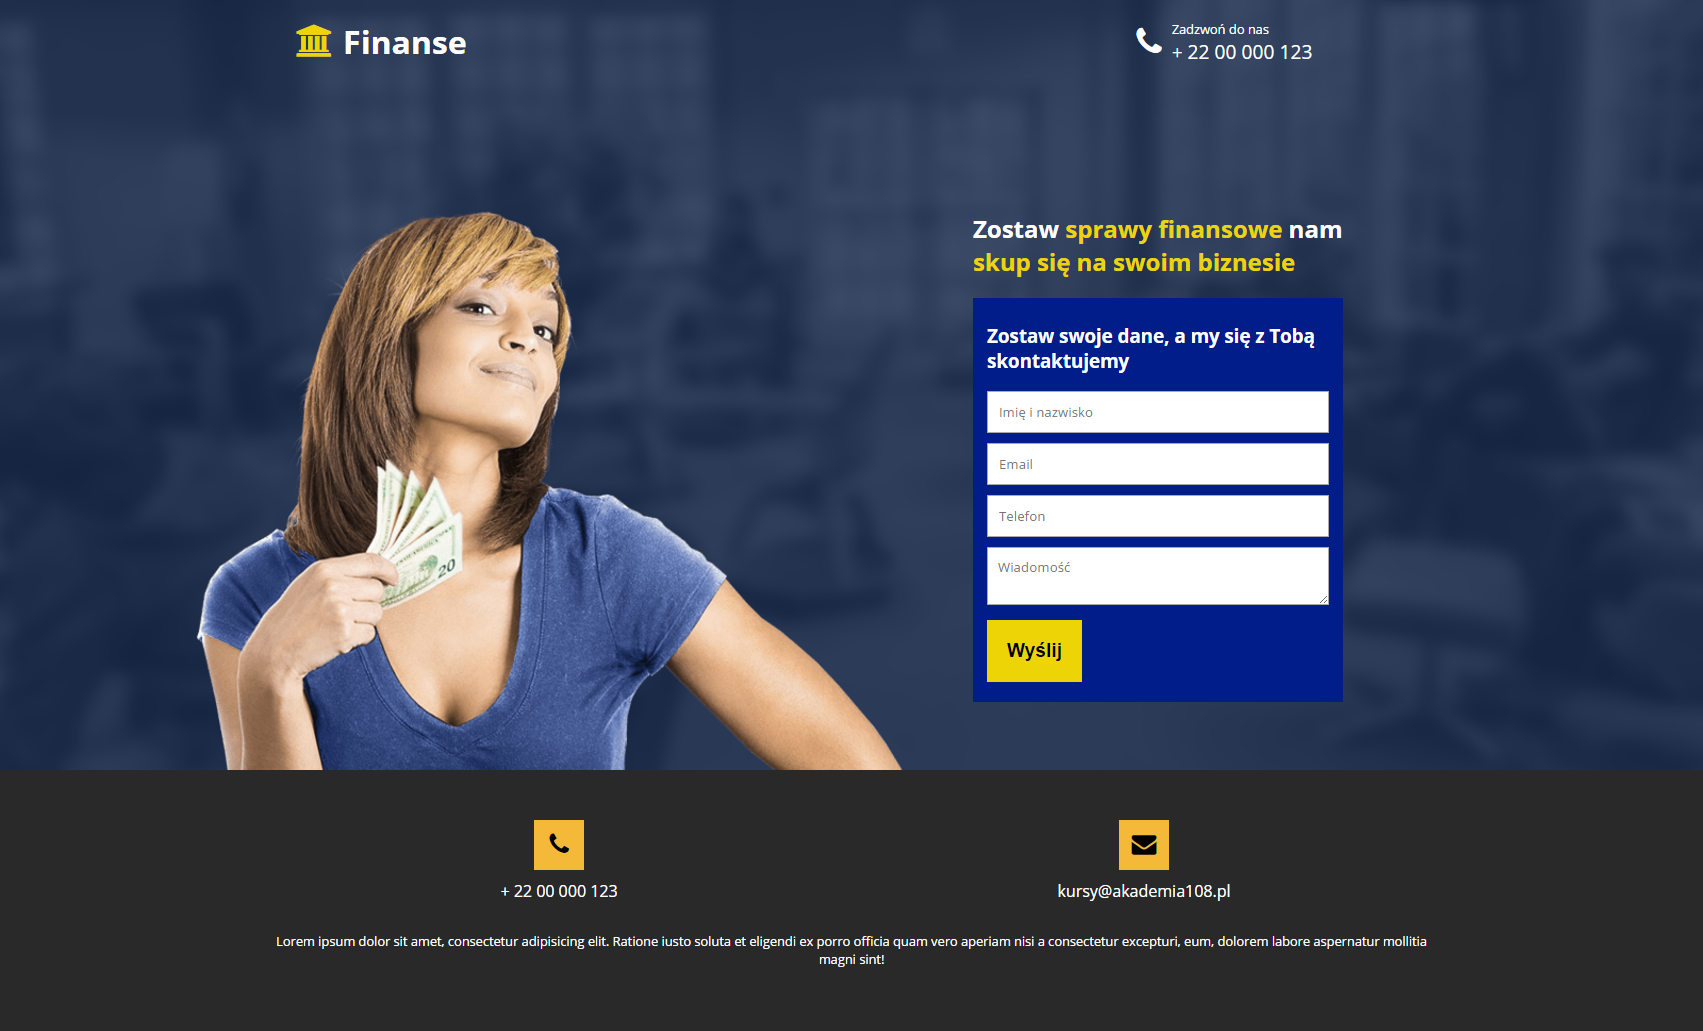 Finanse
Zadzwoń do nas
+ 22 00 000 123
Zostaw sprawy finansowe nam
skup się na swoim biznesie
Zostaw swoje dane, a my się z Tobą
skontaktujemy
Imię i nazwisko
Email
Telefon
Wiadomość
Wyślij
20
+ 22 00 000 123
kursy@akademia108.pl
Lorem ipsum dolor sit amet, consectetur adipisicing elit. Ratione iusto soluta et eligendi ex porro officia quam vero aperiam nisi a consectetur excepturi, eum, dolorem labore aspernatur mollitia
magni sint!